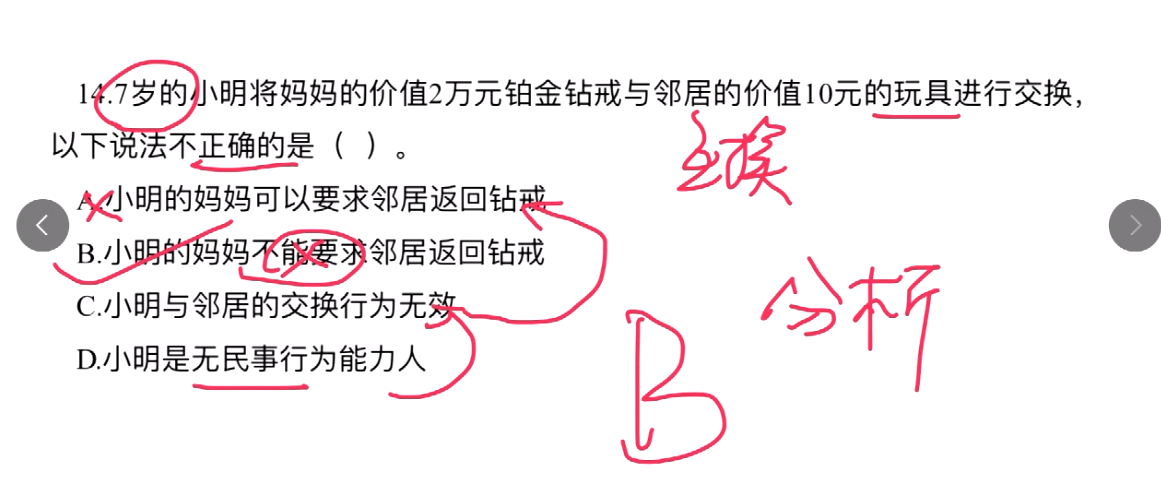 14.7岁的小明将妈妈的价值2万元铂金钻戒与邻居的价值10元的玩具进行交换,
以下说法不正确的是（ ）。
A.小明的妈妈可以要求邻居返回钻戒
B.小明的妈妈不能要求邻居返回钻戒
C.小明与邻居的交换行为无效
D.小明是无民事行为能力人
分析
B